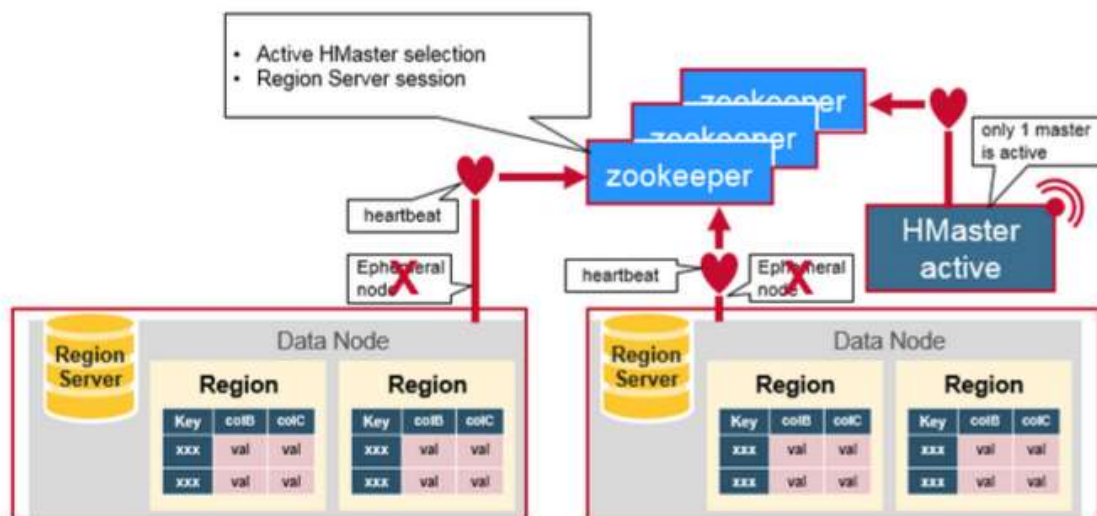 • Active HMaster selection
• Region Server session
zookeeper
zookeeper
zookeeper
only 1 master
is active
HMaster
active
heartbeat
Ephemeral
node
X
heartbeat
Ephemeral
node
X
Data Node
Region
Server
Region
Key colB colC
xxx val val
xxx val val
Region
Key colB colC
xxx val val
xxx val val
Data Node
Region
Server
Region
Key colB colC
xxx val val
xxx val val
Region
Key colB colC
xxx val val
xxx val val